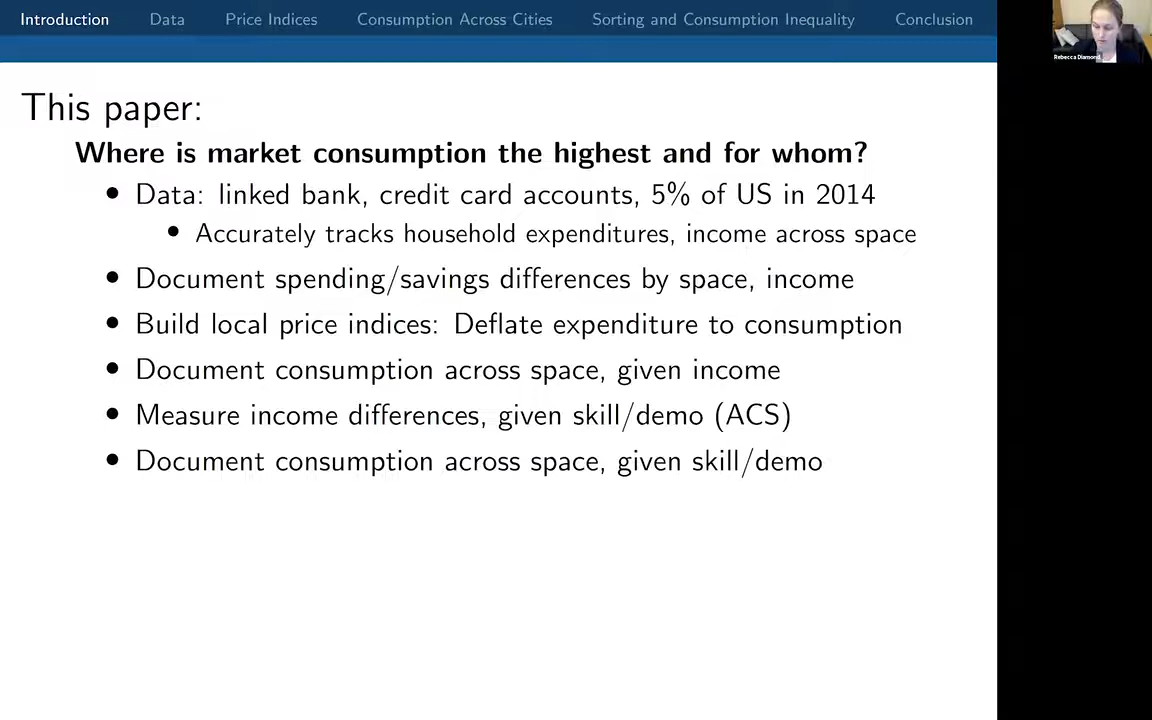 Introduction Data Price Indices Consumption Across Cities Sorting and Consumption Inequality Conclusion
This paper:
Where is market consumption the highest and for whom?
• Data: linked bank, credit card accounts, 5% of US in 2014
• Accurately tracks household expenditures, income across space
• Document spending/savings differences by space, income
• Build local price indices: Deflate expenditure to consumption
• Document consumption across space, given income
• Measure income differences, given skill/demo (ACS)
• Document consumption across space, given skill/demo
Rebecca Diamond